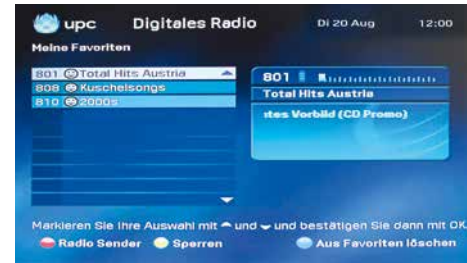 upc Digitales Radio Di 20 Aug 12:00
Meine Favoriten
801 Total Hits Austria
808 Kuschelsongs
810 2000s
801
Total Hits Austria
ites Vorbild (CD Promo)
Markieren Sie Ihre Auswahl mit und und bestätigen Sie dann mit OK
Radio Sender Sperren Aus Favoriten löschen